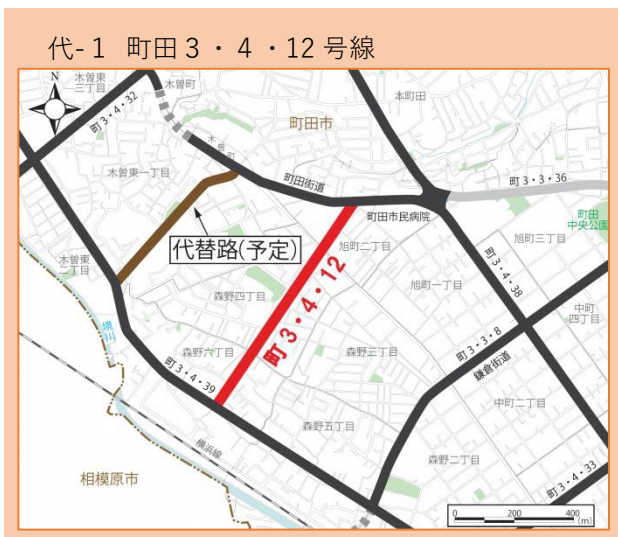 代-1 町田3・4・12号線
N
木曽東
三丁目
木曽町
町3・4・32
本町田
町田市
木曽東一丁目
町田街道
町3・3・36
代替路(予定)
町田市民病院
町田
中央公園
旭町二丁目
旭町三丁目
木曽東
二丁目
町3・4・12
町3・4・38
森野四丁目
旭町一丁目
境川
中町
四丁目
森野六丁目
森野三丁目
町3・3・8
鎌倉街道
町3・4・39
中町二丁目
森野五丁目
横浜線
森野二丁目
相模原市
町3・4・33
0 200 400
(m)